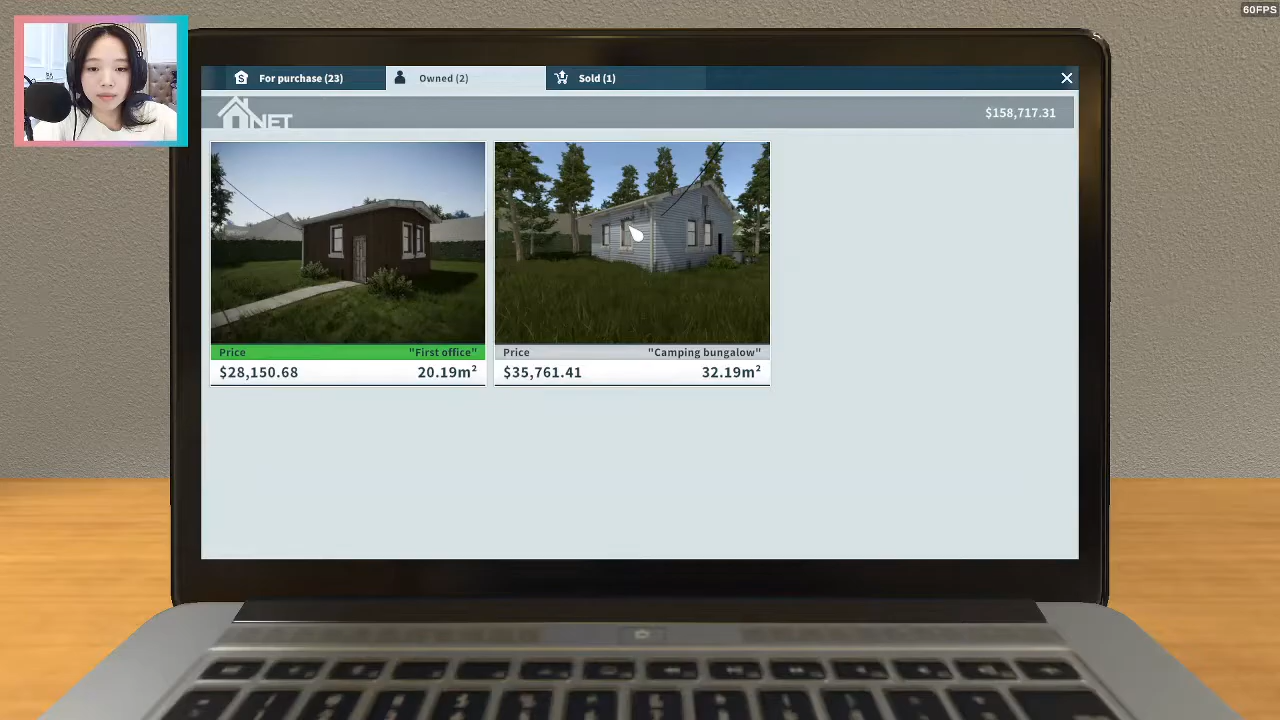 60FPS
For purchase (23)
Owned (2)
Sold (1)
NET
$158,717.31
Price "First office"
$28,150.68 20.19m²
Price "Camping bungalow"
$35,761.41 32.19m²